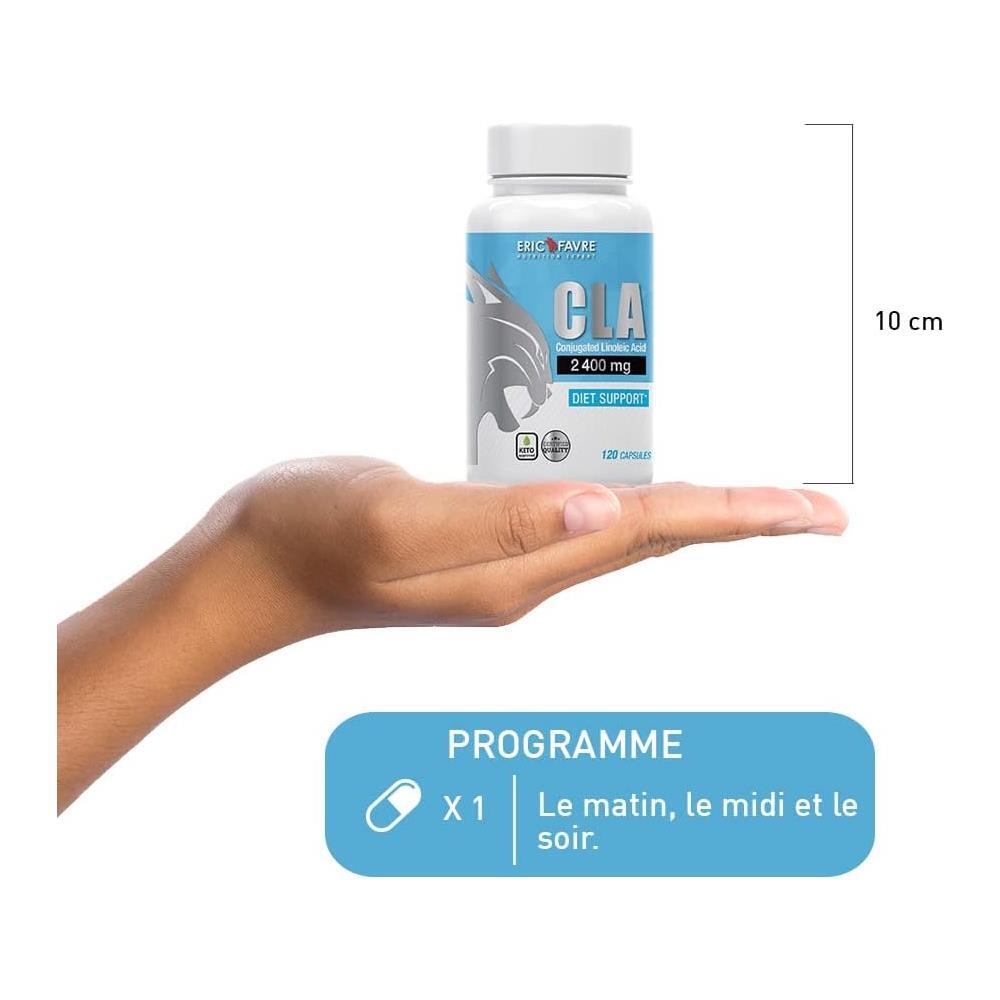 ERIC FAVRE
NUTRITION EXPERT
CLA
Conjugated Linoleic Acid
2 400 mg
DIET SUPPORT*
KETO
CERTIFIED
QUALITY
120 CAPSULES
10 cm
PROGRAMME
X 1
Le matin, le midi et le
soir.